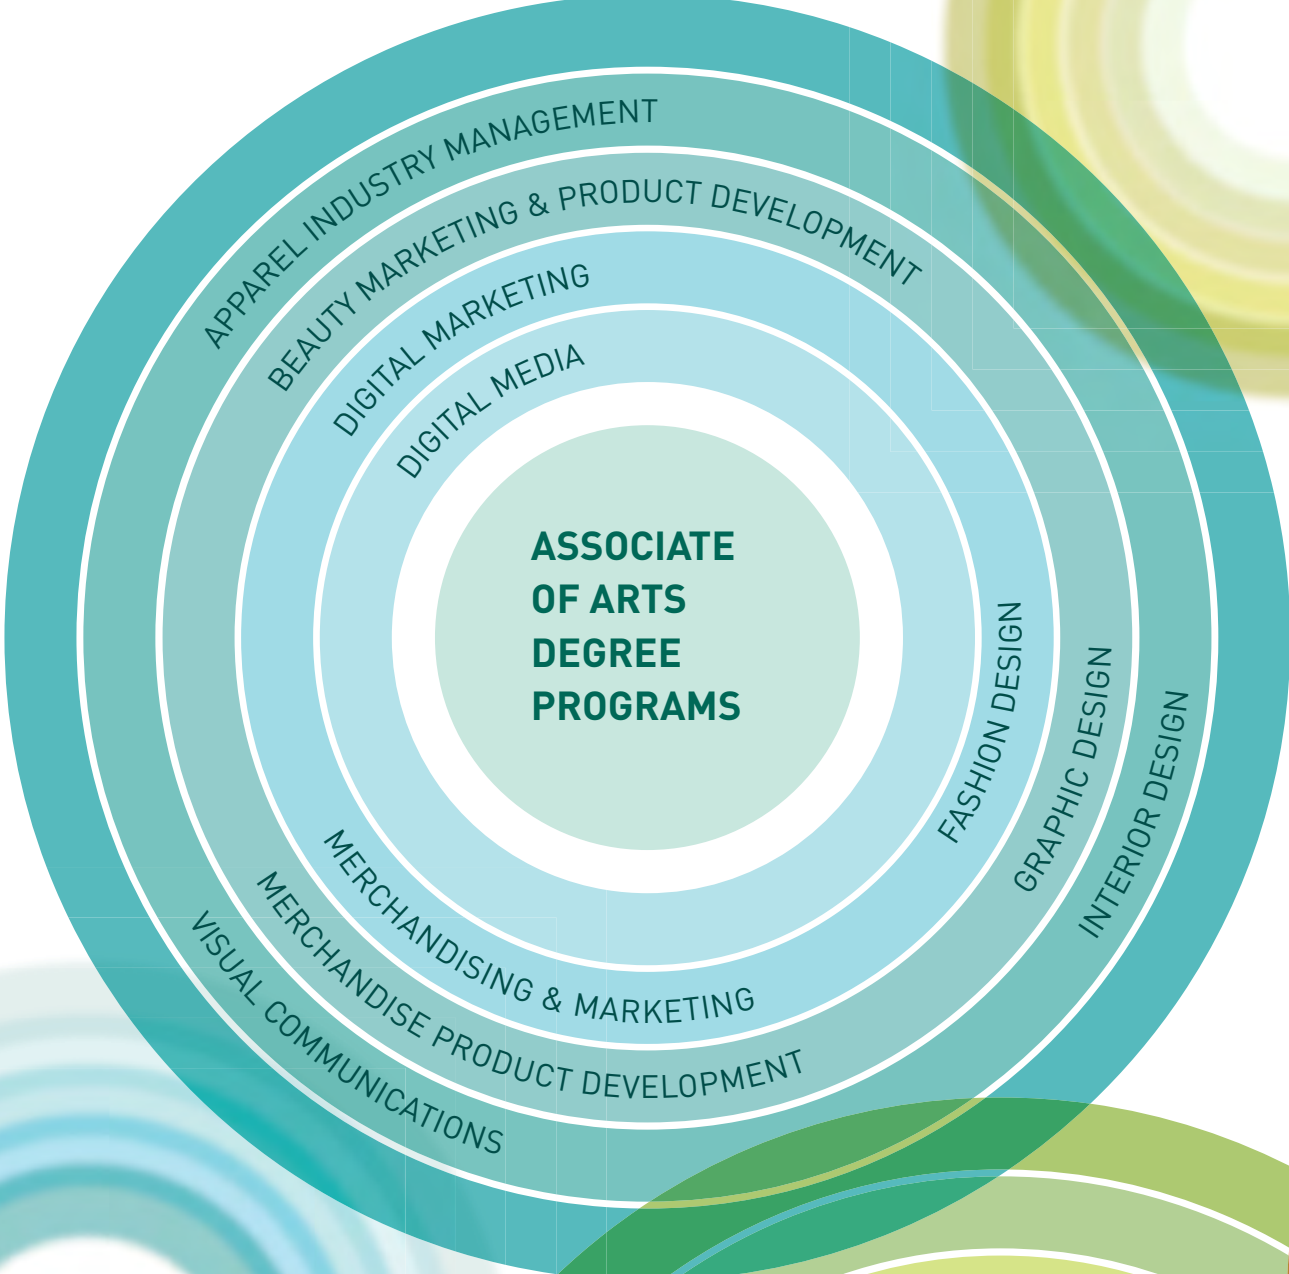 APPAREL INDUSTRY MANAGEMENT
BEAUTY MARKETING & PRODUCT DEVELOPMENT
DIGITAL MARKETING
DIGITAL MEDIA
ASSOCIATE
OF ARTS
DEGREE
PROGRAMS
FASHION DESIGN
GRAPHIC DESIGN
INTERIOR DESIGN
MERCHANDISING & MARKETING
MERCHANDISE PRODUCT DEVELOPMENT
VISUAL COMMUNICATIONS